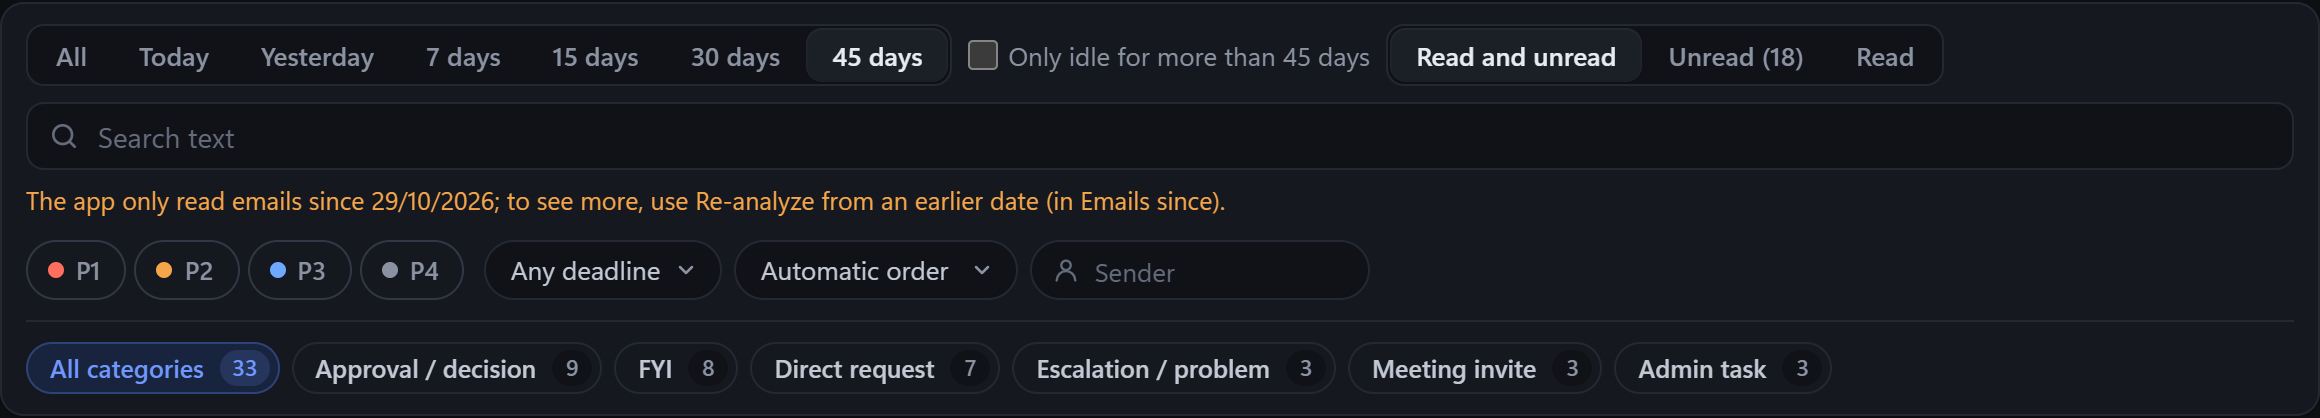 All Today Yesterday 7 days 15 days 30 days 45 days Only idle for more than 45 days Read and unread Unread (18) Read
Search text
The app only read emails since 29/10/2026; to see more, use Re-analyze from an earlier date (in Emails since).
P1 P2 P3 P4 Any deadline Automatic order Sender
All categories 33 Approval / decision 9 FYI 8 Direct request 7 Escalation / problem 3 Meeting invite 3 Admin task 3